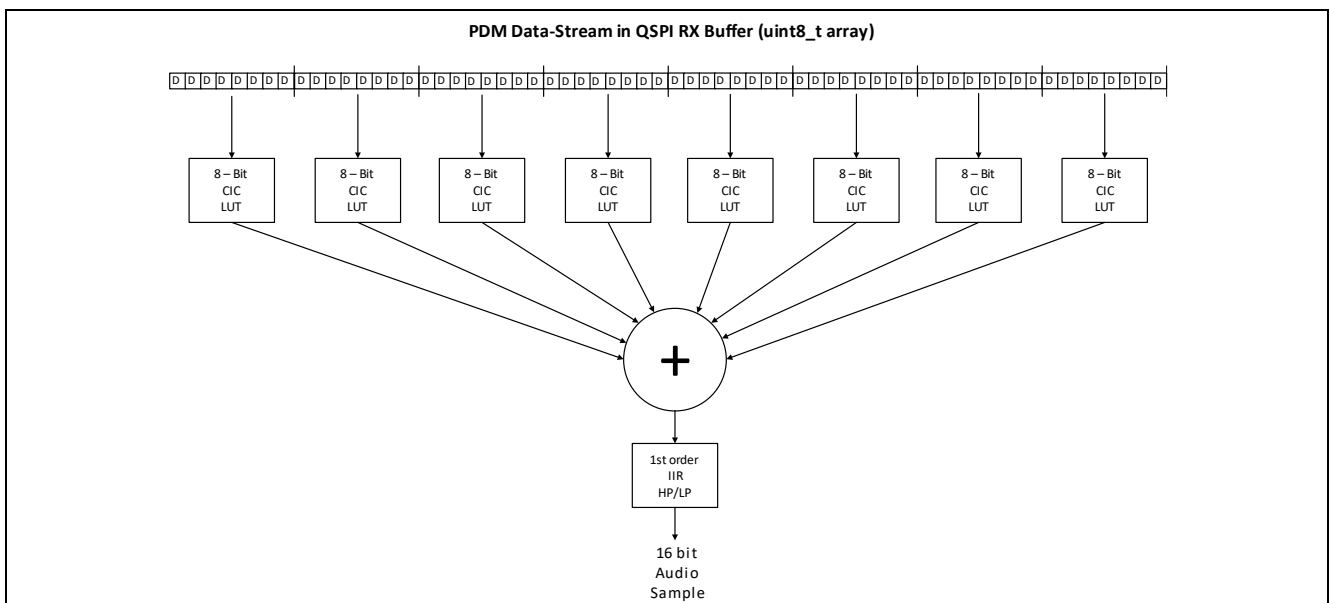 PDM Data-Stream in QSPI RX Buffer (uint8_t array)
D D D D D D D D D D D D D D D D D D D D D D D D D D D D D D D D D D D D D D D D D D D D D D D D D D D D D D D D D D D D D D D D
8 – Bit 8 – Bit 8 – Bit 8 – Bit 8 – Bit 8 – Bit 8 – Bit 8 – Bit
CIC CIC CIC CIC CIC CIC CIC CIC
LUT LUT LUT LUT LUT LUT LUT LUT
+
1st order
IIR
HP/LP
16 bit
Audio
Sample